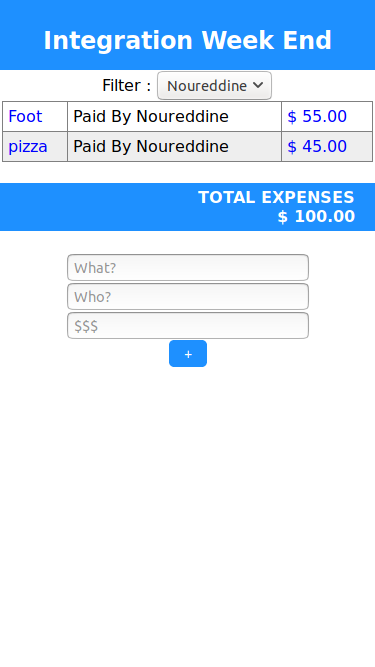 Integration Week End
Filter : Noureddine
Foot Paid By Noureddine $ 55.00
pizza Paid By Noureddine $ 45.00
TOTAL EXPENSES
$ 100.00
What?
Who?
$$$
+